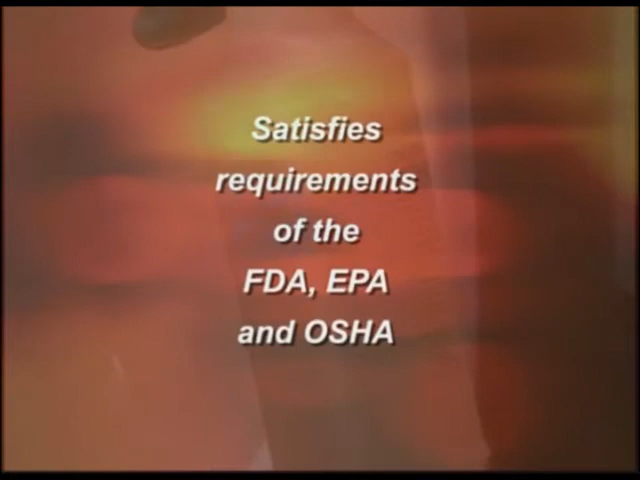 Satisfies
requirements
of the
FDA, EPA
and OSHA